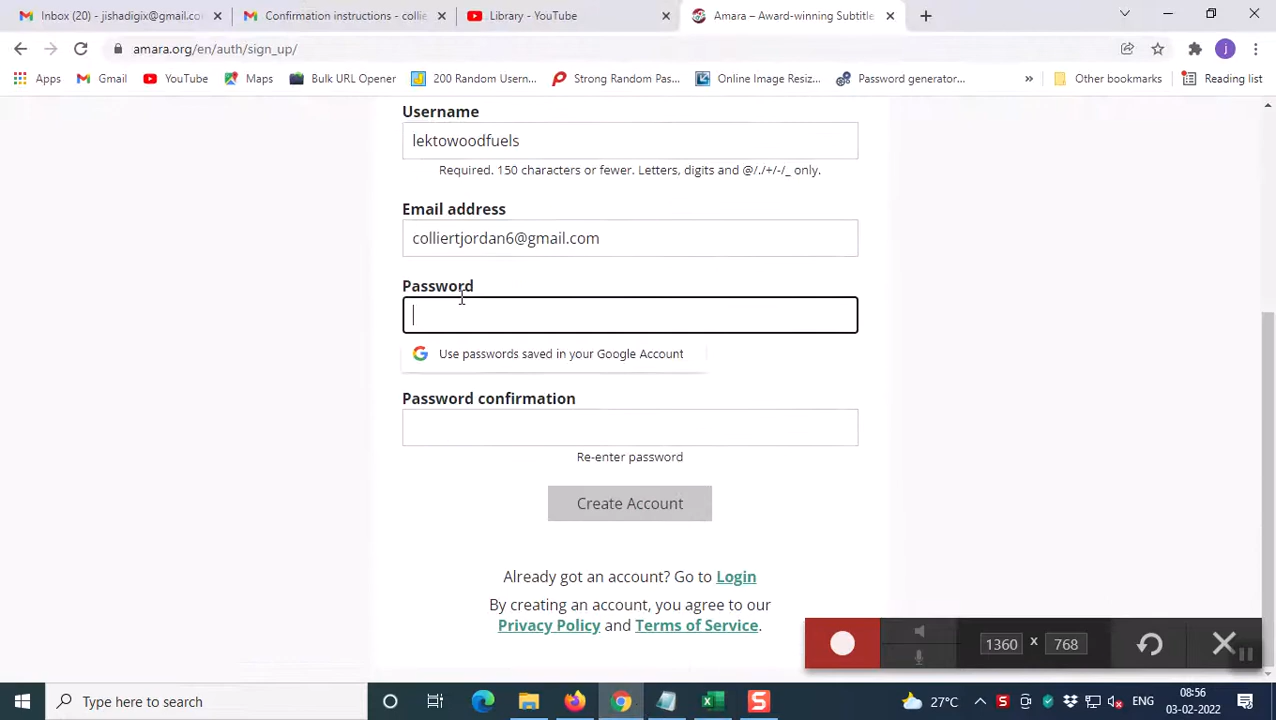 Inbox (20) - jishadigix@gmail.co
Confirmation instructions - collie
Library - YouTube
Amara – Award-winning Subtitle
amara.org/en/auth/sign_up/
j
Apps
Gmail
YouTube
Maps
Bulk URL Opener
200 Random Usern...
Strong Random Pas...
Online Image Resiz...
Password generator...
»
Other bookmarks
Reading list
Username
lektowoodfuels
Required. 150 characters or fewer. Letters, digits and @/./+/-/_ only.
Email address
colliertjordan6@gmail.com
Password
Use passwords saved in your Google Account
Password confirmation
Re-enter password
Create Account
Already got an account? Go to Login
By creating an account, you agree to our
Privacy Policy and Terms of Service.
1360 x 768
Type here to search
27°C
ENG
08:56
03-02-2022